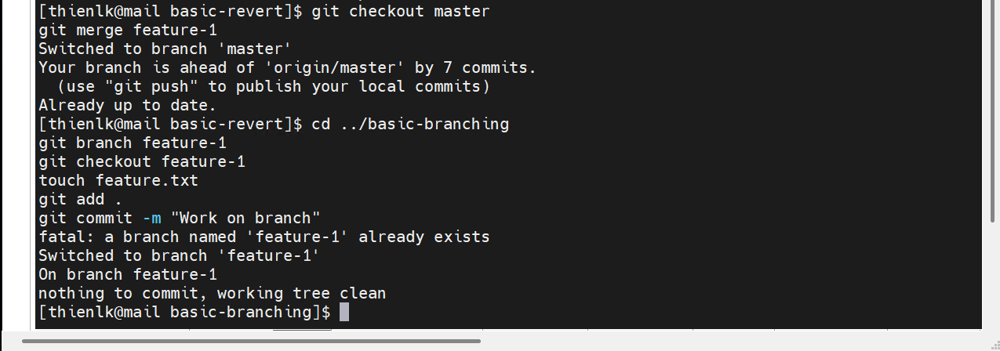 [thienlk@mail basic-revert]$ git checkout master
git merge feature-1
Switched to branch 'master'
Your branch is ahead of 'origin/master' by 7 commits.
  (use "git push" to publish your local commits)
Already up to date.
[thienlk@mail basic-revert]$ cd ../basic-branching
git branch feature-1
git checkout feature-1
touch feature.txt
git add .
git commit -m "Work on branch"
fatal: a branch named 'feature-1' already exists
Switched to branch 'feature-1'
On branch feature-1
nothing to commit, working tree clean
[thienlk@mail basic-branching]$